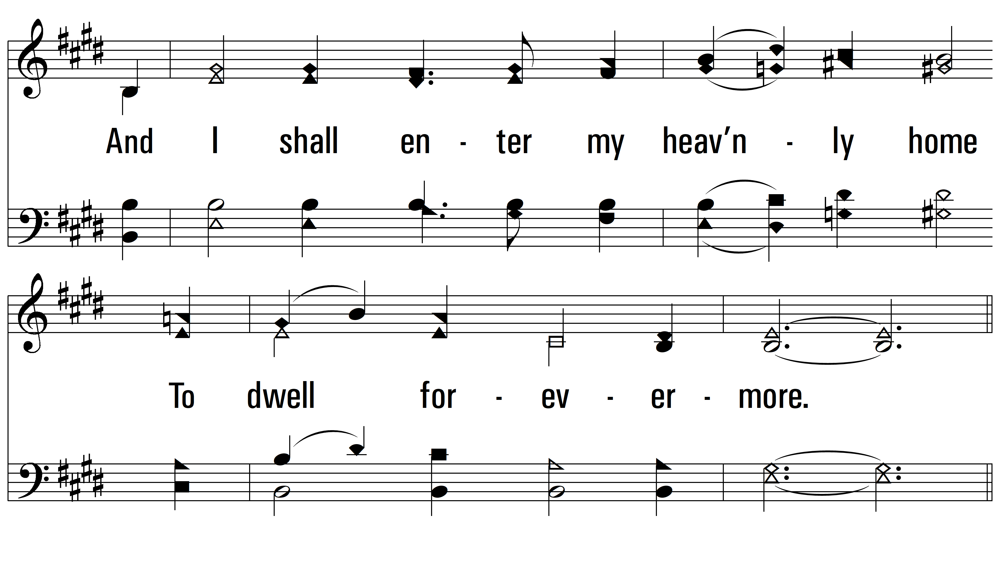 And I shall en - ter my heav’n - ly home
To dwell for - ev - er - more.